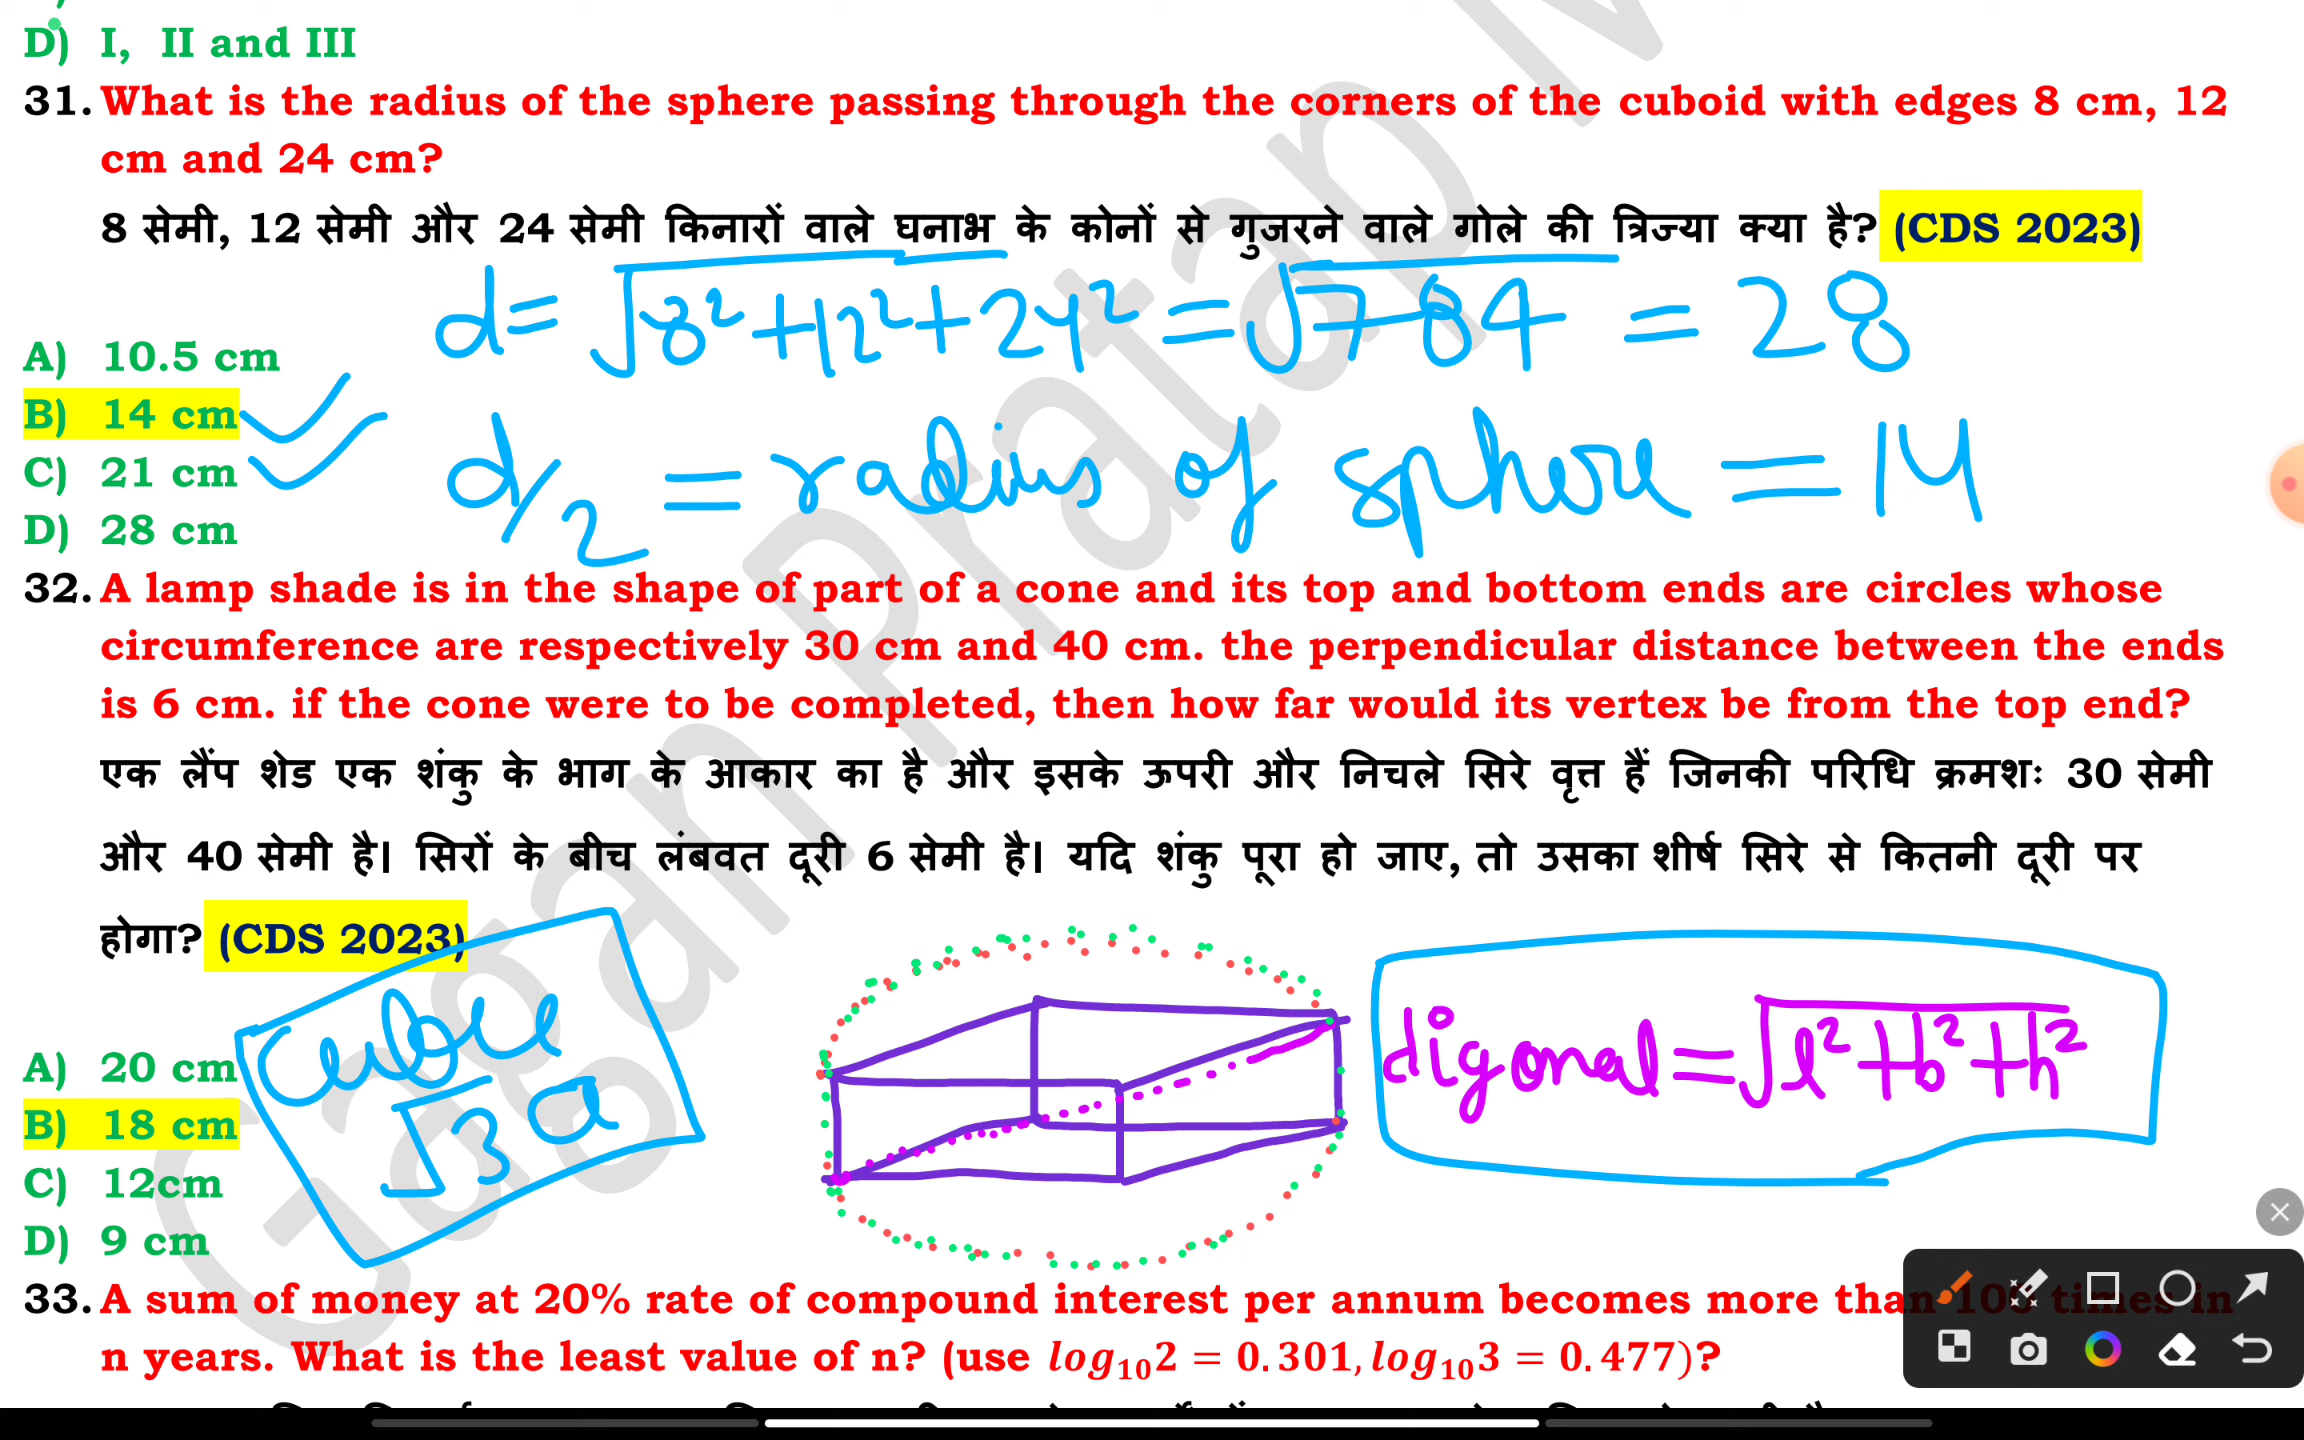 D) I, II and III
31. What is the radius of the sphere passing through the corners of the cuboid with edges 8 cm, 12
cm and 24 cm?
8 सेमी, 12 सेमी और 24 सेमी किनारों वाले घनाभ के कोनों से गुजरने वाले गोले की त्रिज्या क्या है? (CDS 2023)
d= √8²+12²+24² = √784 = 28
A) 10.5 cm
B) 14 cm
C) 21 cm
d/2 = radius of sphere = 14
D) 28 cm
32. A lamp shade is in the shape of part of a cone and its top and bottom ends are circles whose
circumference are respectively 30 cm and 40 cm. the perpendicular distance between the ends
is 6 cm. if the cone were to be completed, then how far would its vertex be from the top end?
एक लैंप शेड एक शंकु के भाग के आकार का है और इसके ऊपरी और निचले सिरे वृत्त हैं जिनकी परिधि क्रमशः 30 सेमी
और 40 सेमी है। सिरों के बीच लंबवत दूरी 6 सेमी है। यदि शंकु पूरा हो जाए, तो उसका शीर्ष सिरे से कितनी दूरी पर
होगा? (CDS 2023)
Cube
√3 a
digonal = √l²+b²+h²
A) 20 cm
B) 18 cm
C) 12cm
D) 9 cm
33. A sum of money at 20% rate of compound interest per annum becomes more than 100 times in
n years. What is the least value of n? (use log₁₀2 = 0.301, log₁₀3 = 0.477)?
Gagan Pratap